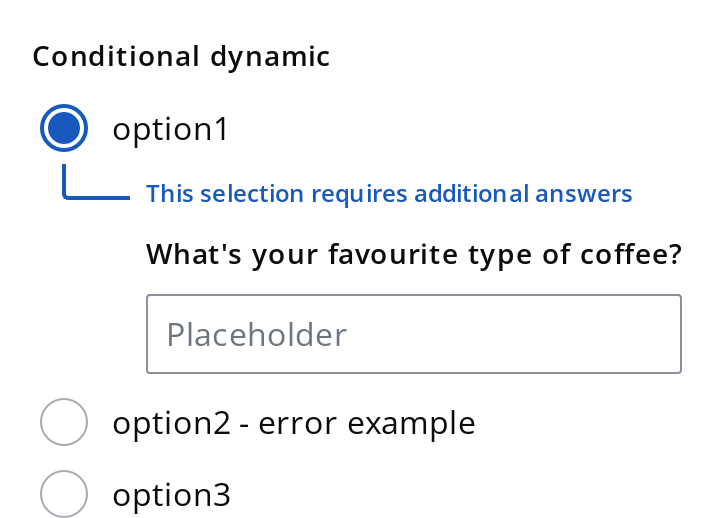 Conditional dynamic
option1
This selection requires additional answers
What's your favourite type of coffee?
Placeholder
option2 - error example
option3